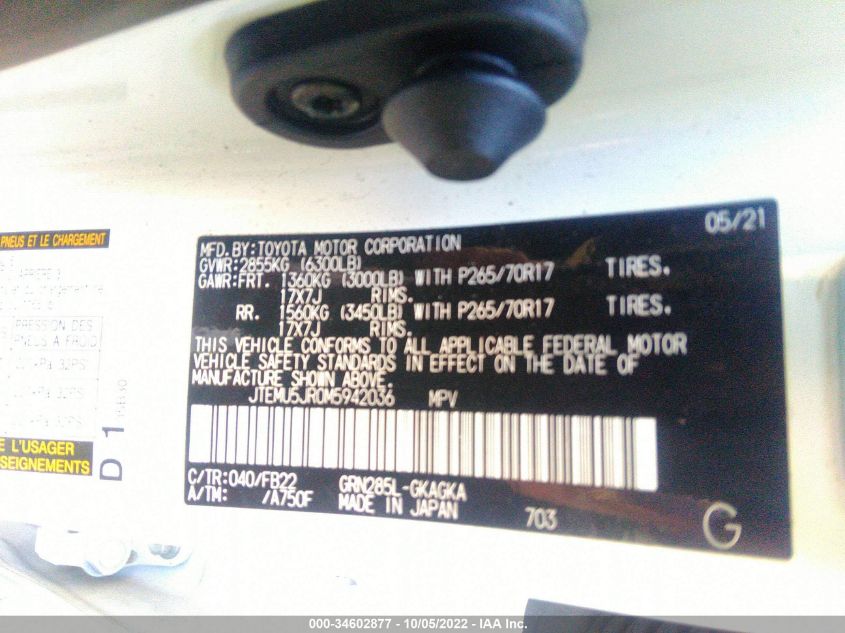 05/21
MFD.BY:TOYOTA MOTOR CORPORATION
GVWR:2855KG (6300LB)
GAWR:FRT. 1360KG (3000LB) WITH P265/70R17 TIRES.
17X7J RIMS.
RR. 1560KG (3450LB) WITH P265/70R17 TIRES.
17X7J RIMS.
THIS VEHICLE CONFORMS TO ALL APPLICABLE FEDERAL MOTOR
VEHICLE SAFETY STANDARDS IN EFFECT ON THE DATE OF
MANUFACTURE SHOWN ABOVE.
JTEMU5JR0M5942036 MPV
C/TR:040/FB22 GRN285L-GKAGKA
A/TM: /A750F MADE IN JAPAN 703
G
PNEUS ET LE CHARGEMENT
ARRIERE 3
PRESSION DES
PNEUS A FROID
L'USAGER
D 1
000-34602877 - 10/05/2022 - IAA Inc.